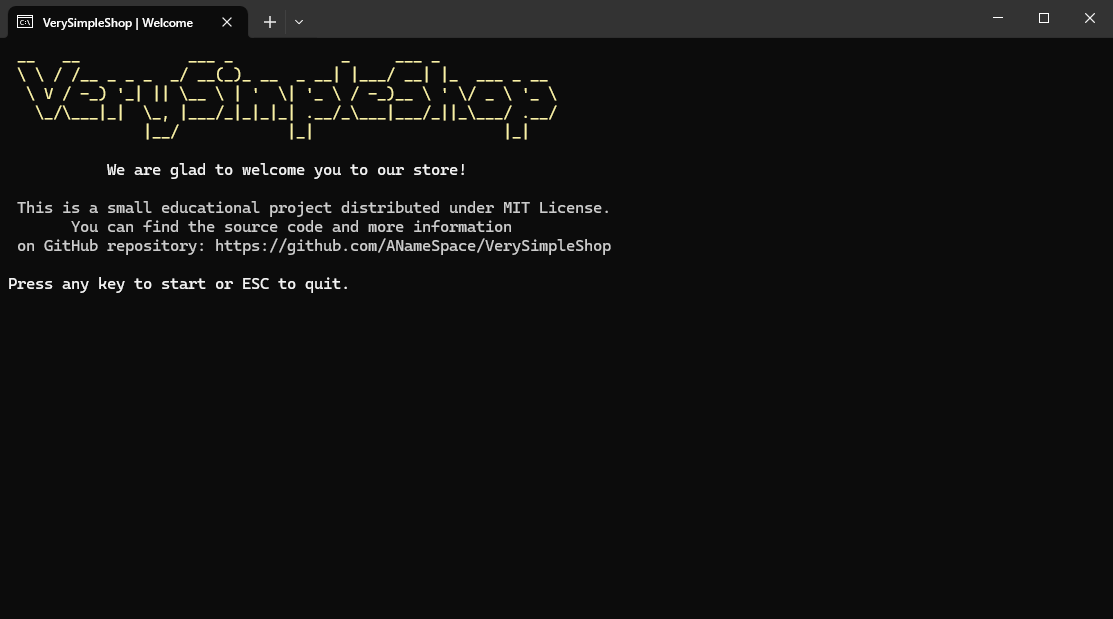 VerySimpleShop | Welcome
VerySimpleShop
We are glad to welcome you to our store!
This is a small educational project distributed under MIT License.
You can find the source code and more information
on GitHub repository: https://github.com/ANameSpace/VerySimpleShop
Press any key to start or ESC to quit.